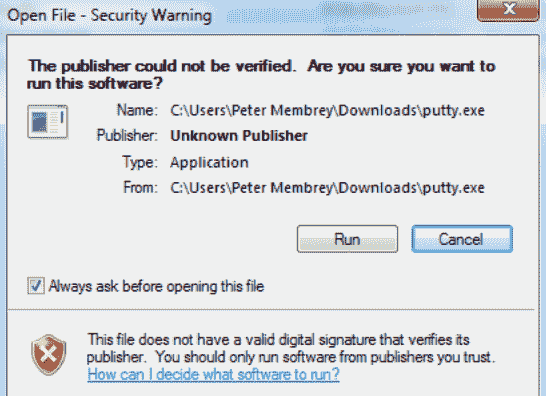 Open File - Security Warning
The publisher could not be verified. Are you sure you want to
run this software?
Name: C:\Users\Peter Membrey\Downloads\putty.exe
Publisher: Unknown Publisher
Type: Application
From: C:\Users\Peter Membrey\Downloads\putty.exe
Run Cancel
Always ask before opening this file
This file does not have a valid digital signature that verifies its
publisher. You should only run software from publishers you trust.
How can I decide what software to run?